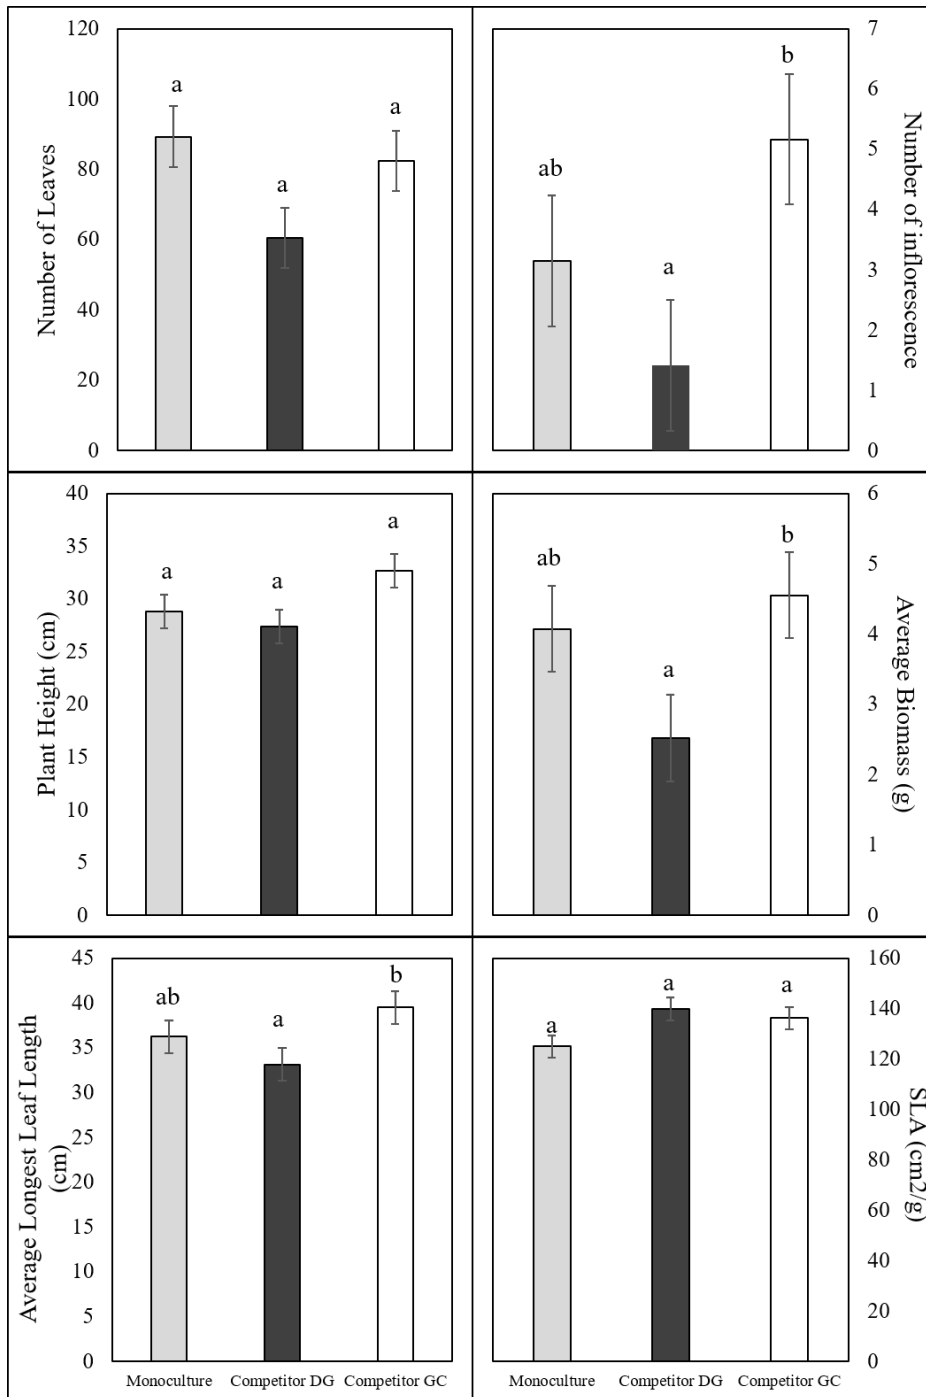 120
100
80
60
40
20
0
Number of Leaves
a
a
a
7
6
5
4
3
2
1
0
Number of inflorescence
ab
a
b
40
35
30
25
20
15
10
5
0
Plant Height (cm)
a
a
a
6
5
4
3
2
1
0
Average Biomass (g)
ab
a
b
45
40
35
30
25
20
15
10
5
0
Average Longest Leaf Length
(cm)
ab
a
b
Monoculture Competitor DG Competitor GC
160
140
120
100
80
60
40
20
0
SLA (cm2/g)
a
a
a
Monoculture Competitor DG Competitor GC